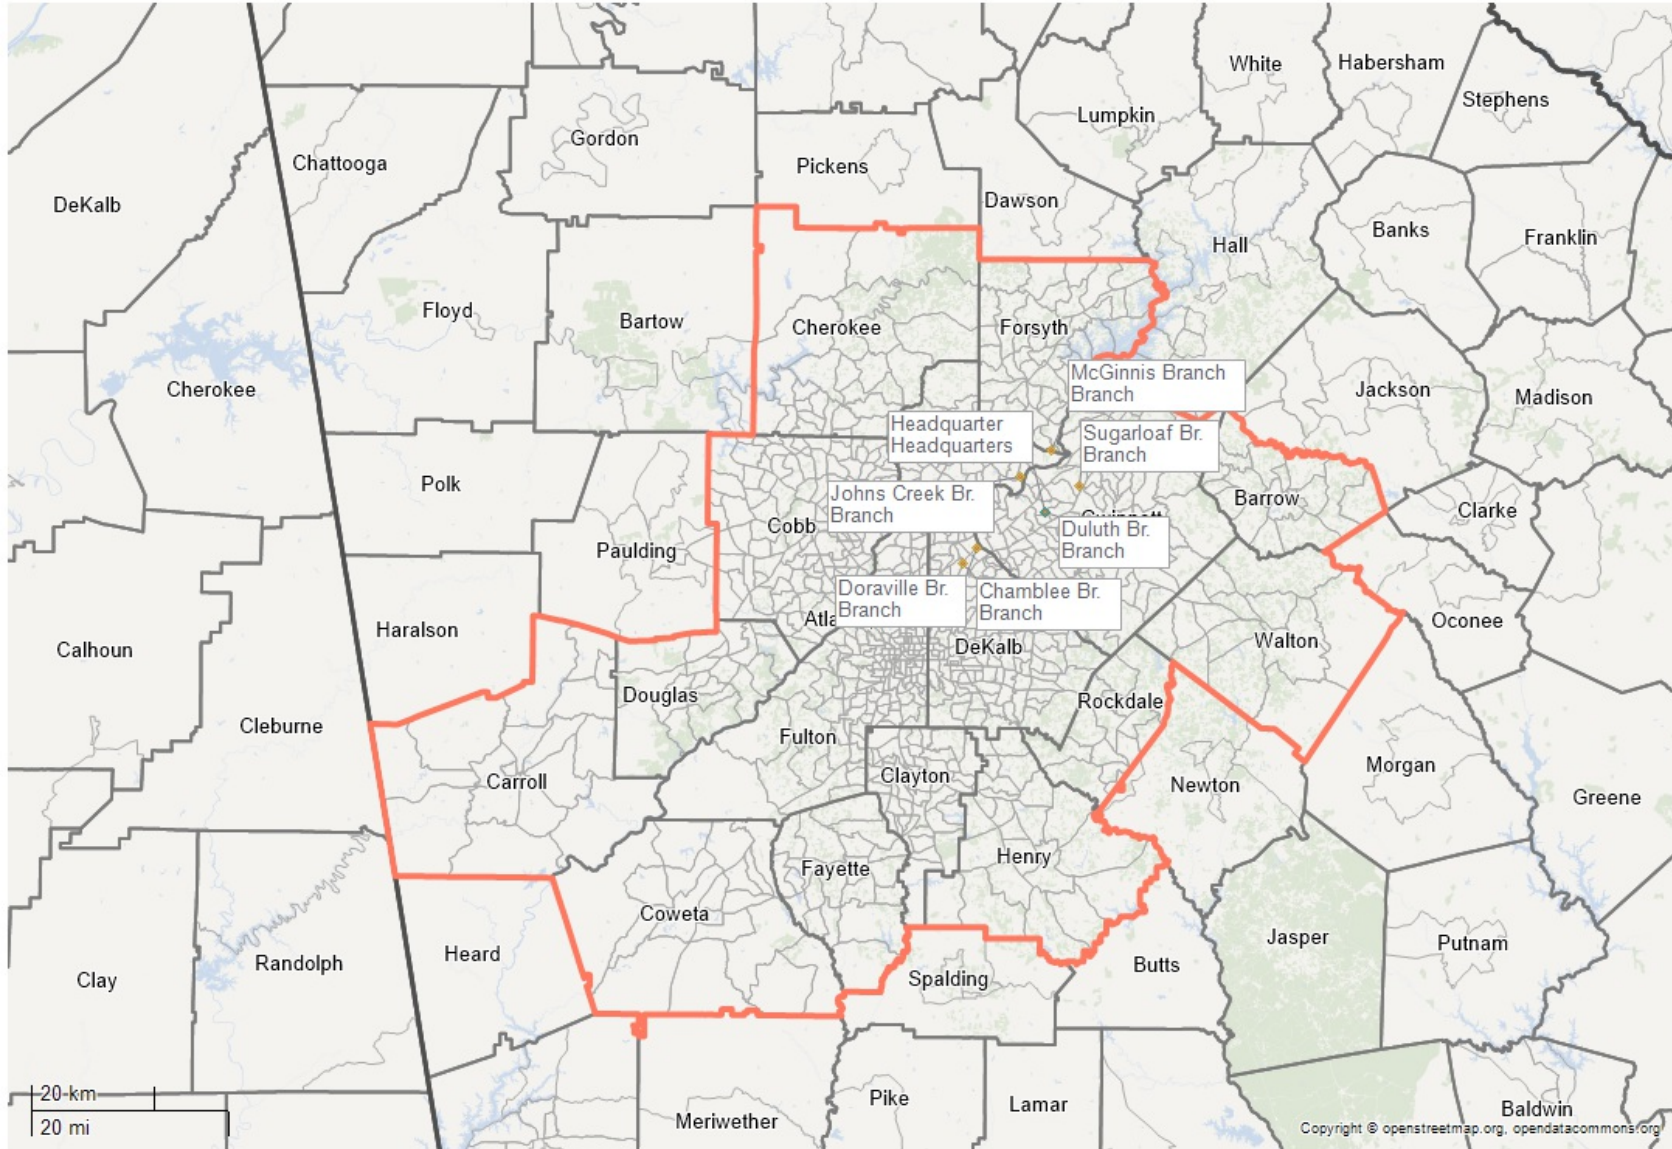 White
Habersham
Stephens
Lumpkin
Gordon
Chattooga
Pickens
DeKalb
Dawson
Banks
Franklin
Hall
Floyd
Bartow
Cherokee
Forsyth
McGinnis Branch
Branch
Cherokee
Jackson
Madison
Headquarter
Headquarters
Sugarloaf Br.
Branch
Polk
Johns Creek Br.
Branch
Barrow
Clarke
Cobb
Gwinnett
Duluth Br.
Branch
Paulding
Doraville Br.
Branch
Chamblee Br.
Branch
Atla
Haralson
Oconee
Calhoun
DeKalb
Walton
Douglas
Rockdale
Cleburne
Fulton
Morgan
Carroll
Clayton
Newton
Greene
Henry
Fayette
Coweta
Jasper
Putnam
Heard
Randolph
Butts
Clay
Spalding
20 km
20 mi
Pike
Lamar
Baldwin
Meriwether
Copyright © openstreetmap.org, opendatacommons.org